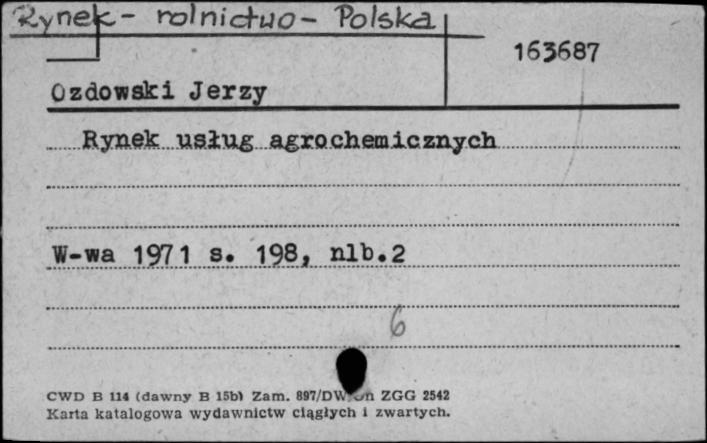 Rynek - rolnictwo - Polska
163687
Ozdowski Jerzy
Rynek usług agrochemicznych
W-wa 1971 s. 198, nlb.2
6
CWD B 114 (dawny B 15b) Zam. 897/DW ZGG 2542
Karta katalogowa wydawnictw ciągłych i zwartych.